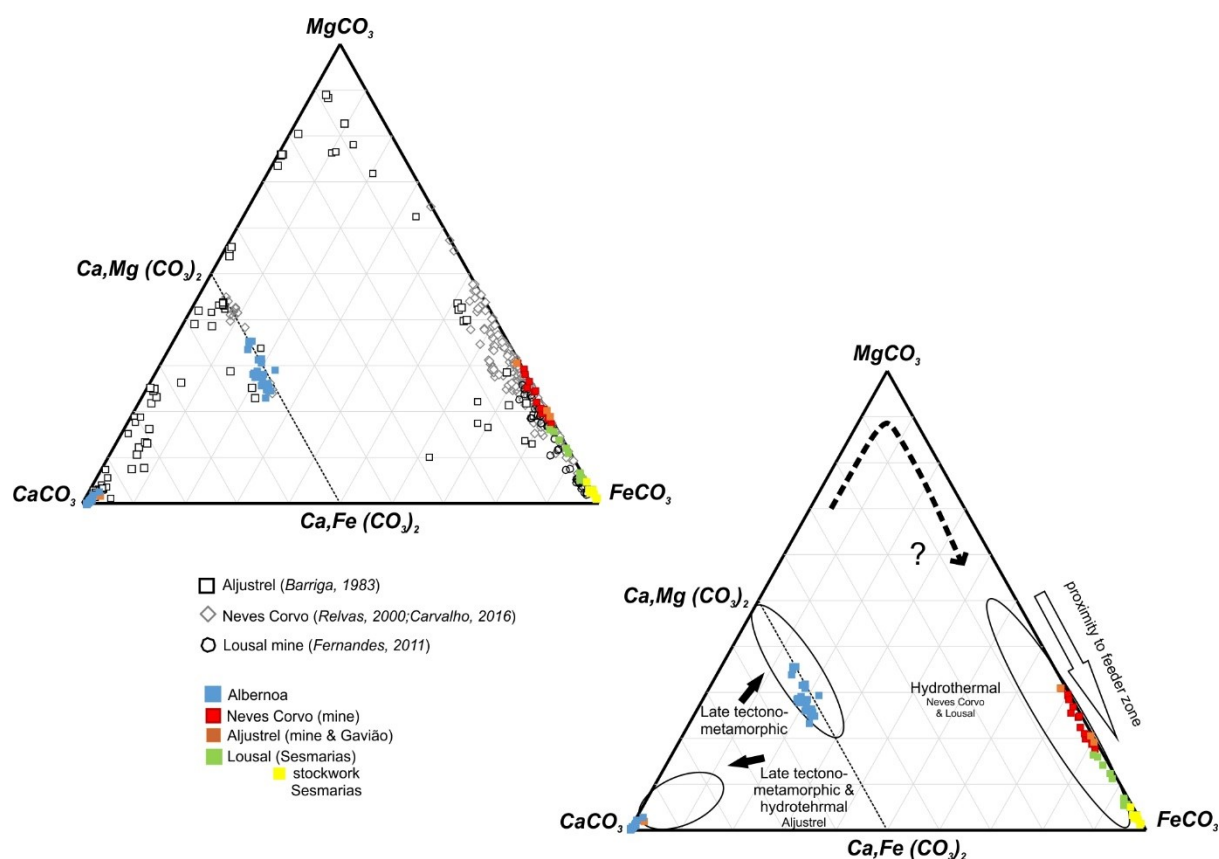 MgCO₃
Ca,Mg (CO₃)₂
CaCO₃
FeCO₃
Ca,Fe (CO₃)₂
Aljustrel (Barriga, 1983)
Neves Corvo (Relvas, 2000;Carvalho, 2016)
Lousal mine (Fernandes, 2011)
Albernoa
Neves Corvo (mine)
Aljustrel (mine & Gavião)
Lousal (Sesmarias)
stockwork
Sesmarias
MgCO₃
?
Ca,Mg (CO₃)₂
proximity to feeder zone
Hydrothermal
Neves Corvo
& Lousal
Late tectono-
metamorphic
Late tectono-
metamorphic &
hydrotehrmal
Aljustrel
CaCO₃
FeCO₃
Ca,Fe (CO₃)₂